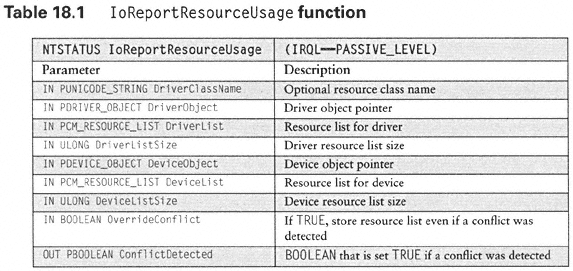 Table 18.1 IoReportResourceUsage function
NTSTATUS IoReportResourceUsage (IRQL══PASSIVE_LEVEL)
Parameter Description
IN PUNICODE_STRING DriverClassName Optional resource class name
IN PDRIVER_OBJECT DriverObject Driver object pointer
IN PCM_RESOURCE_LIST DriverList Resource list for driver
IN ULONG DriverListSize Driver resource list size
IN PDEVICE_OBJECT DeviceObject Device object pointer
IN PCM_RESOURCE_LIST DeviceList Resource list for device
IN ULONG DeviceListSize Device resource list size
IN BOOLEAN OverrideConflict If TRUE, store resource list even if a conflict was
detected
OUT PBOOLEAN ConflictDetected BOOLEAN that is set TRUE if a conflict was detected